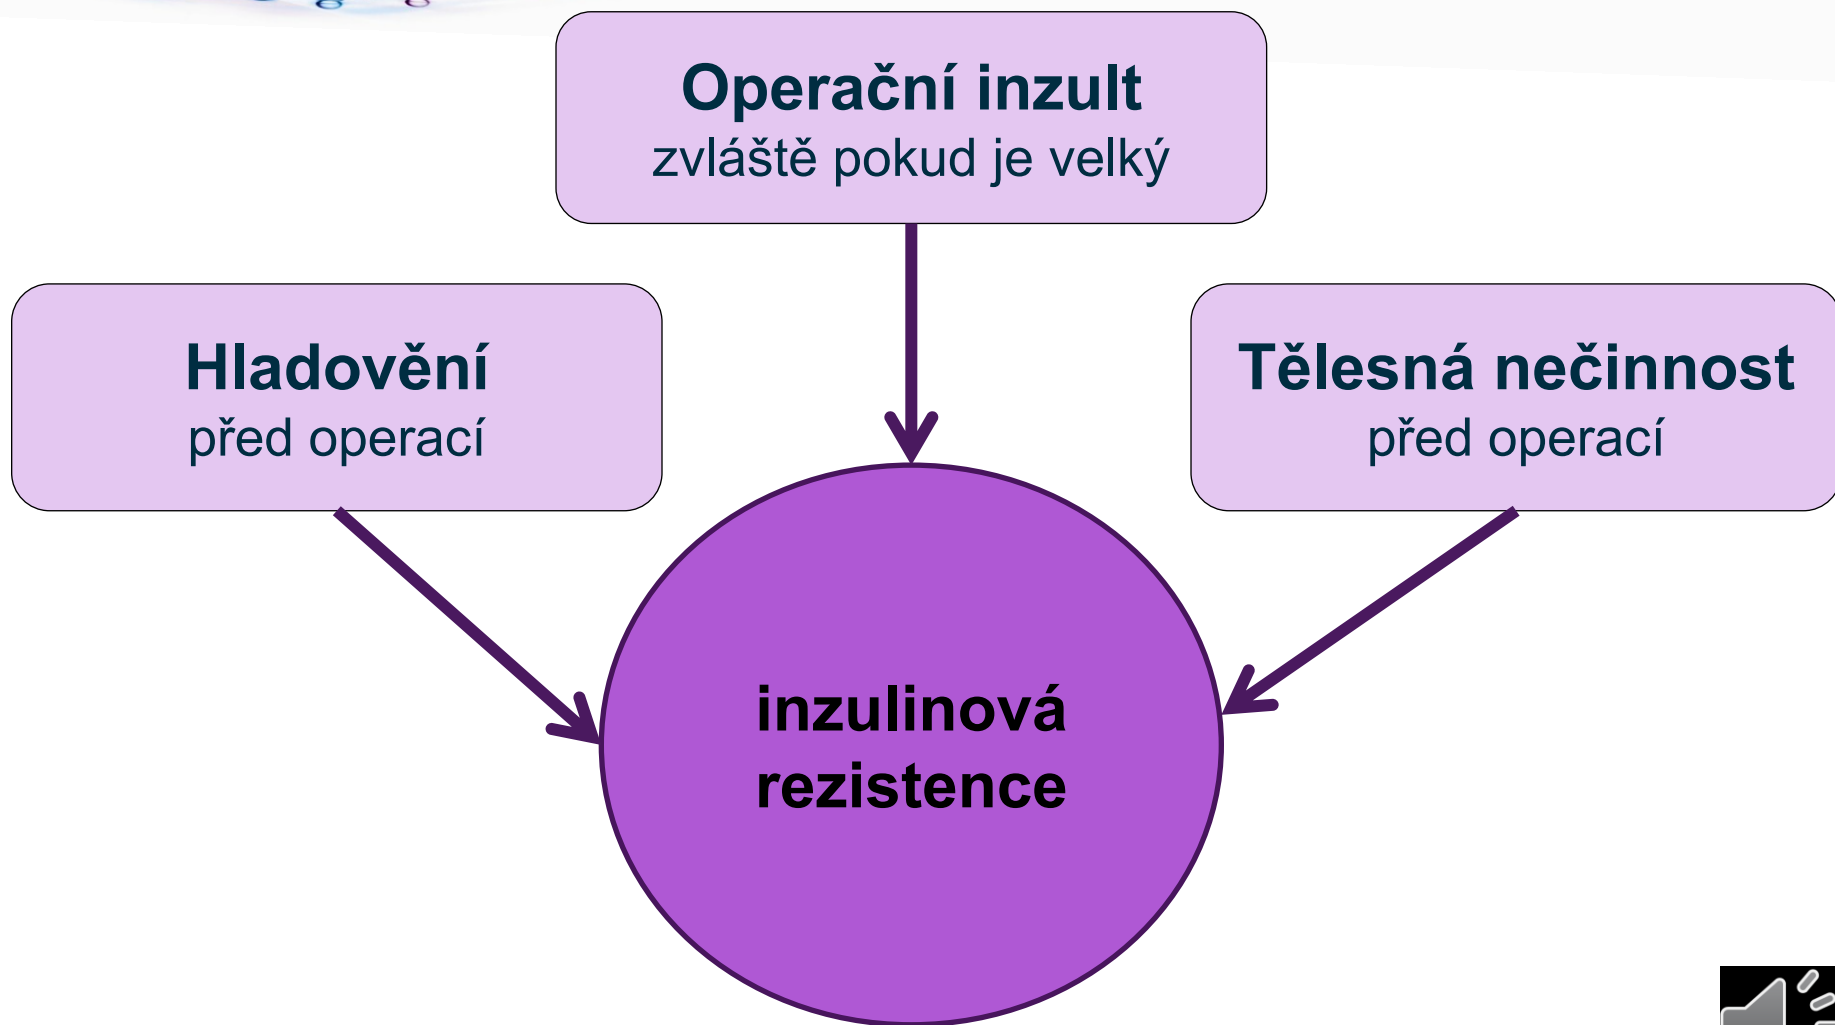 Operační inzult
zvláště pokud je velký
Hladovění
před operací
Tělesná nečinnost
před operací
inzulinová
rezistence